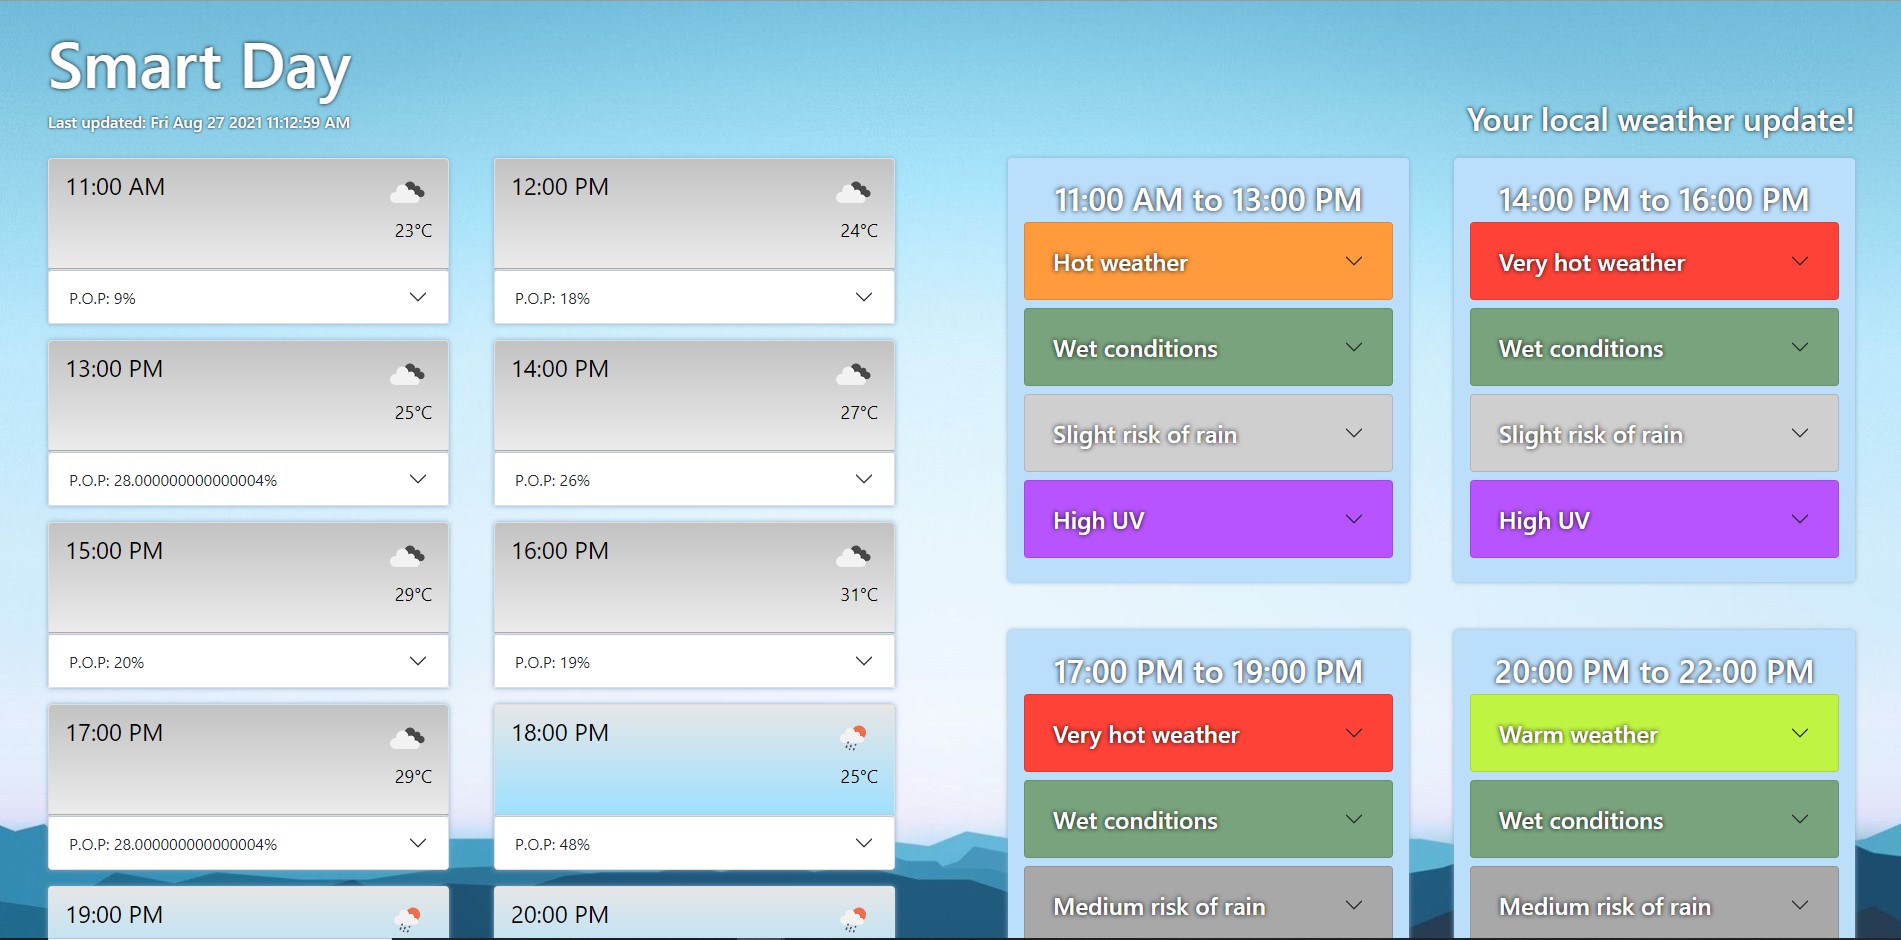 Smart Day
Last updated: Fri Aug 27 2021 11:12:59 AM
Your local weather update!
11:00 AM
23°C
P.O.P: 9%
12:00 PM
24°C
P.O.P: 18%
13:00 PM
25°C
P.O.P: 28.000000000000004%
14:00 PM
27°C
P.O.P: 26%
15:00 PM
29°C
P.O.P: 20%
16:00 PM
31°C
P.O.P: 19%
17:00 PM
29°C
P.O.P: 28.000000000000004%
18:00 PM
25°C
P.O.P: 48%
19:00 PM
20:00 PM
11:00 AM to 13:00 PM
Hot weather
Wet conditions
Slight risk of rain
High UV
14:00 PM to 16:00 PM
Very hot weather
Wet conditions
Slight risk of rain
High UV
17:00 PM to 19:00 PM
Very hot weather
Wet conditions
Medium risk of rain
20:00 PM to 22:00 PM
Warm weather
Wet conditions
Medium risk of rain